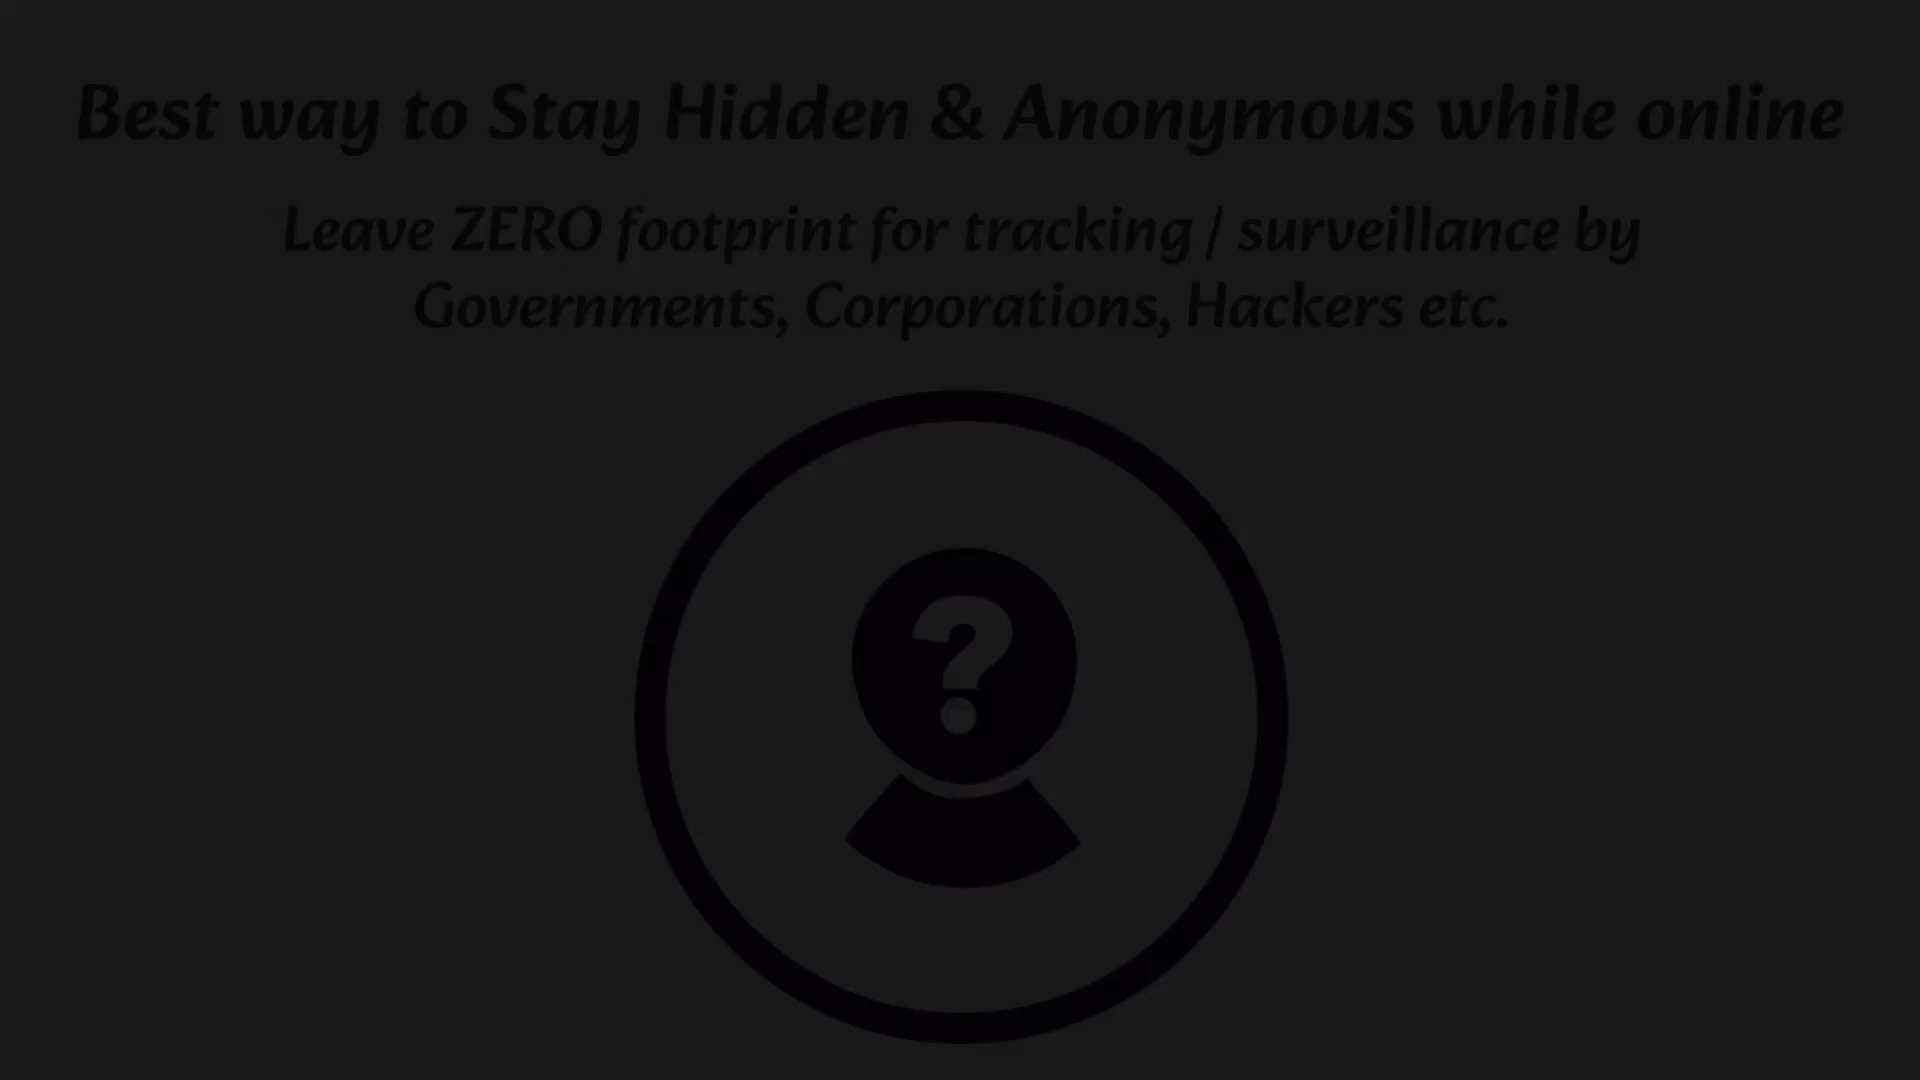 Best way to Stay Hidden & Anonymous while online
Leave ZERO footprint for tracking / surveillance by
Governments, Corporations, Hackers etc.
?